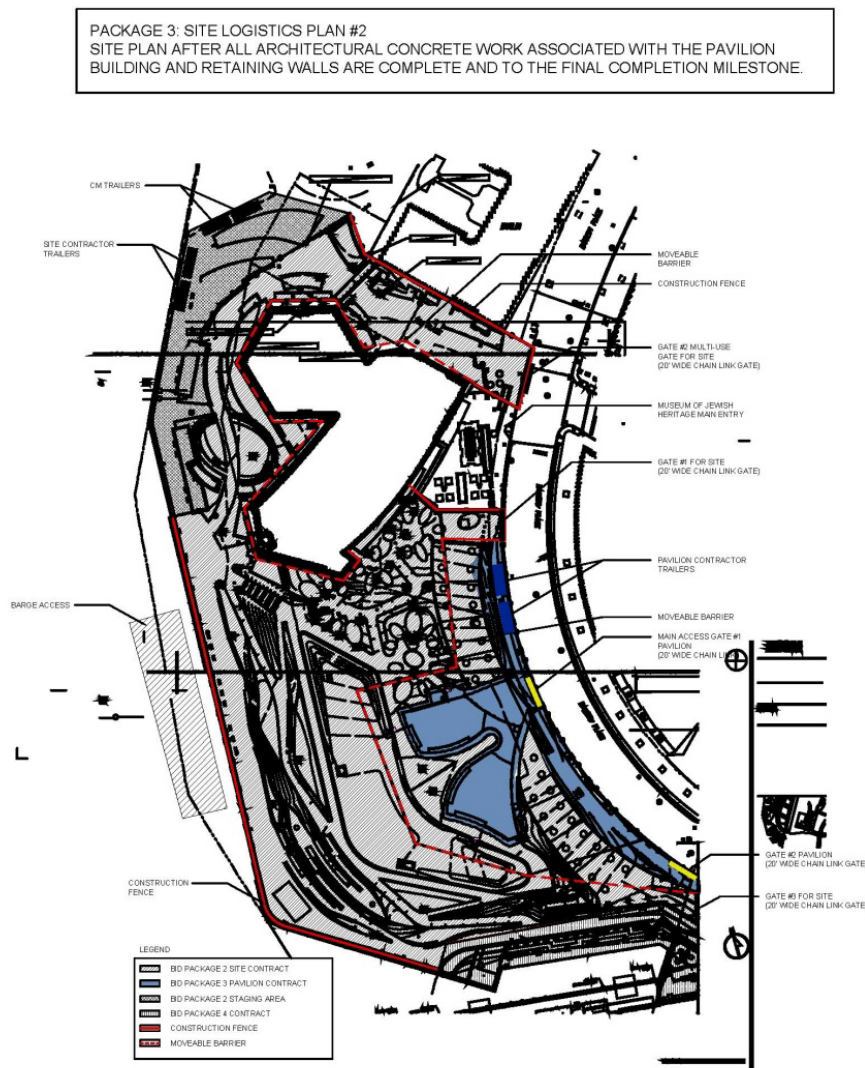 PACKAGE 3: SITE LOGISTICS PLAN #2
SITE PLAN AFTER ALL ARCHITECTURAL CONCRETE WORK ASSOCIATED WITH THE PAVILION
BUILDING AND RETAINING WALLS ARE COMPLETE AND TO THE FINAL COMPLETION MILESTONE.
CM TRAILERS
SITE CONTRACTOR
TRAILERS
MOVEABLE
BARRIER
CONSTRUCTION FENCE
GATE #2 MULTI-USE
GATE FOR SITE
(20' WIDE CHAIN LINK GATE)
MUSEUM OF JEWISH
HERITAGE MAIN ENTRY
GATE #1 FOR SITE
(20' WIDE CHAIN LINK GATE)
PAVILION CONTRACTOR
TRAILERS
BARGE ACCESS
MOVEABLE BARRIER
MAIN ACCESS GATE #1
PAVILION
(20' WIDE CHAIN LINK
GATE #2 PAVILION
(20' WIDE CHAIN LINK GATE
CONSTRUCTION
FENCE
GATE #3 FOR SITE
(20' WIDE CHAIN LINK GATE)
LEGEND
BID PACKAGE 2 SITE CONTRACT
BID PACKAGE 3 PAVILION CONTRACT
BID PACKAGE 2 STAGING AREA
BID PACKAGE 4 CONTRACT
CONSTRUCTION FENCE
MOVEABLE BARRIER